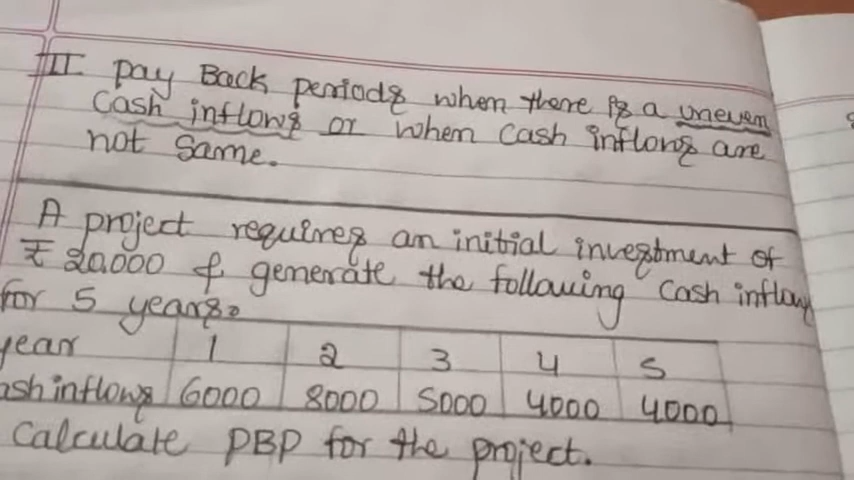 II Pay Back periods when there is a uneven
Cash inflows or when Cash inflows are
not Same.
A project requires an initial investment of
₹ 20,000 & generate the following Cash inflow
for 5 years.
year 1 2 3 4 5
ash inflows 6000 8000 5000 4000 4000
Calculate PBP for the project.